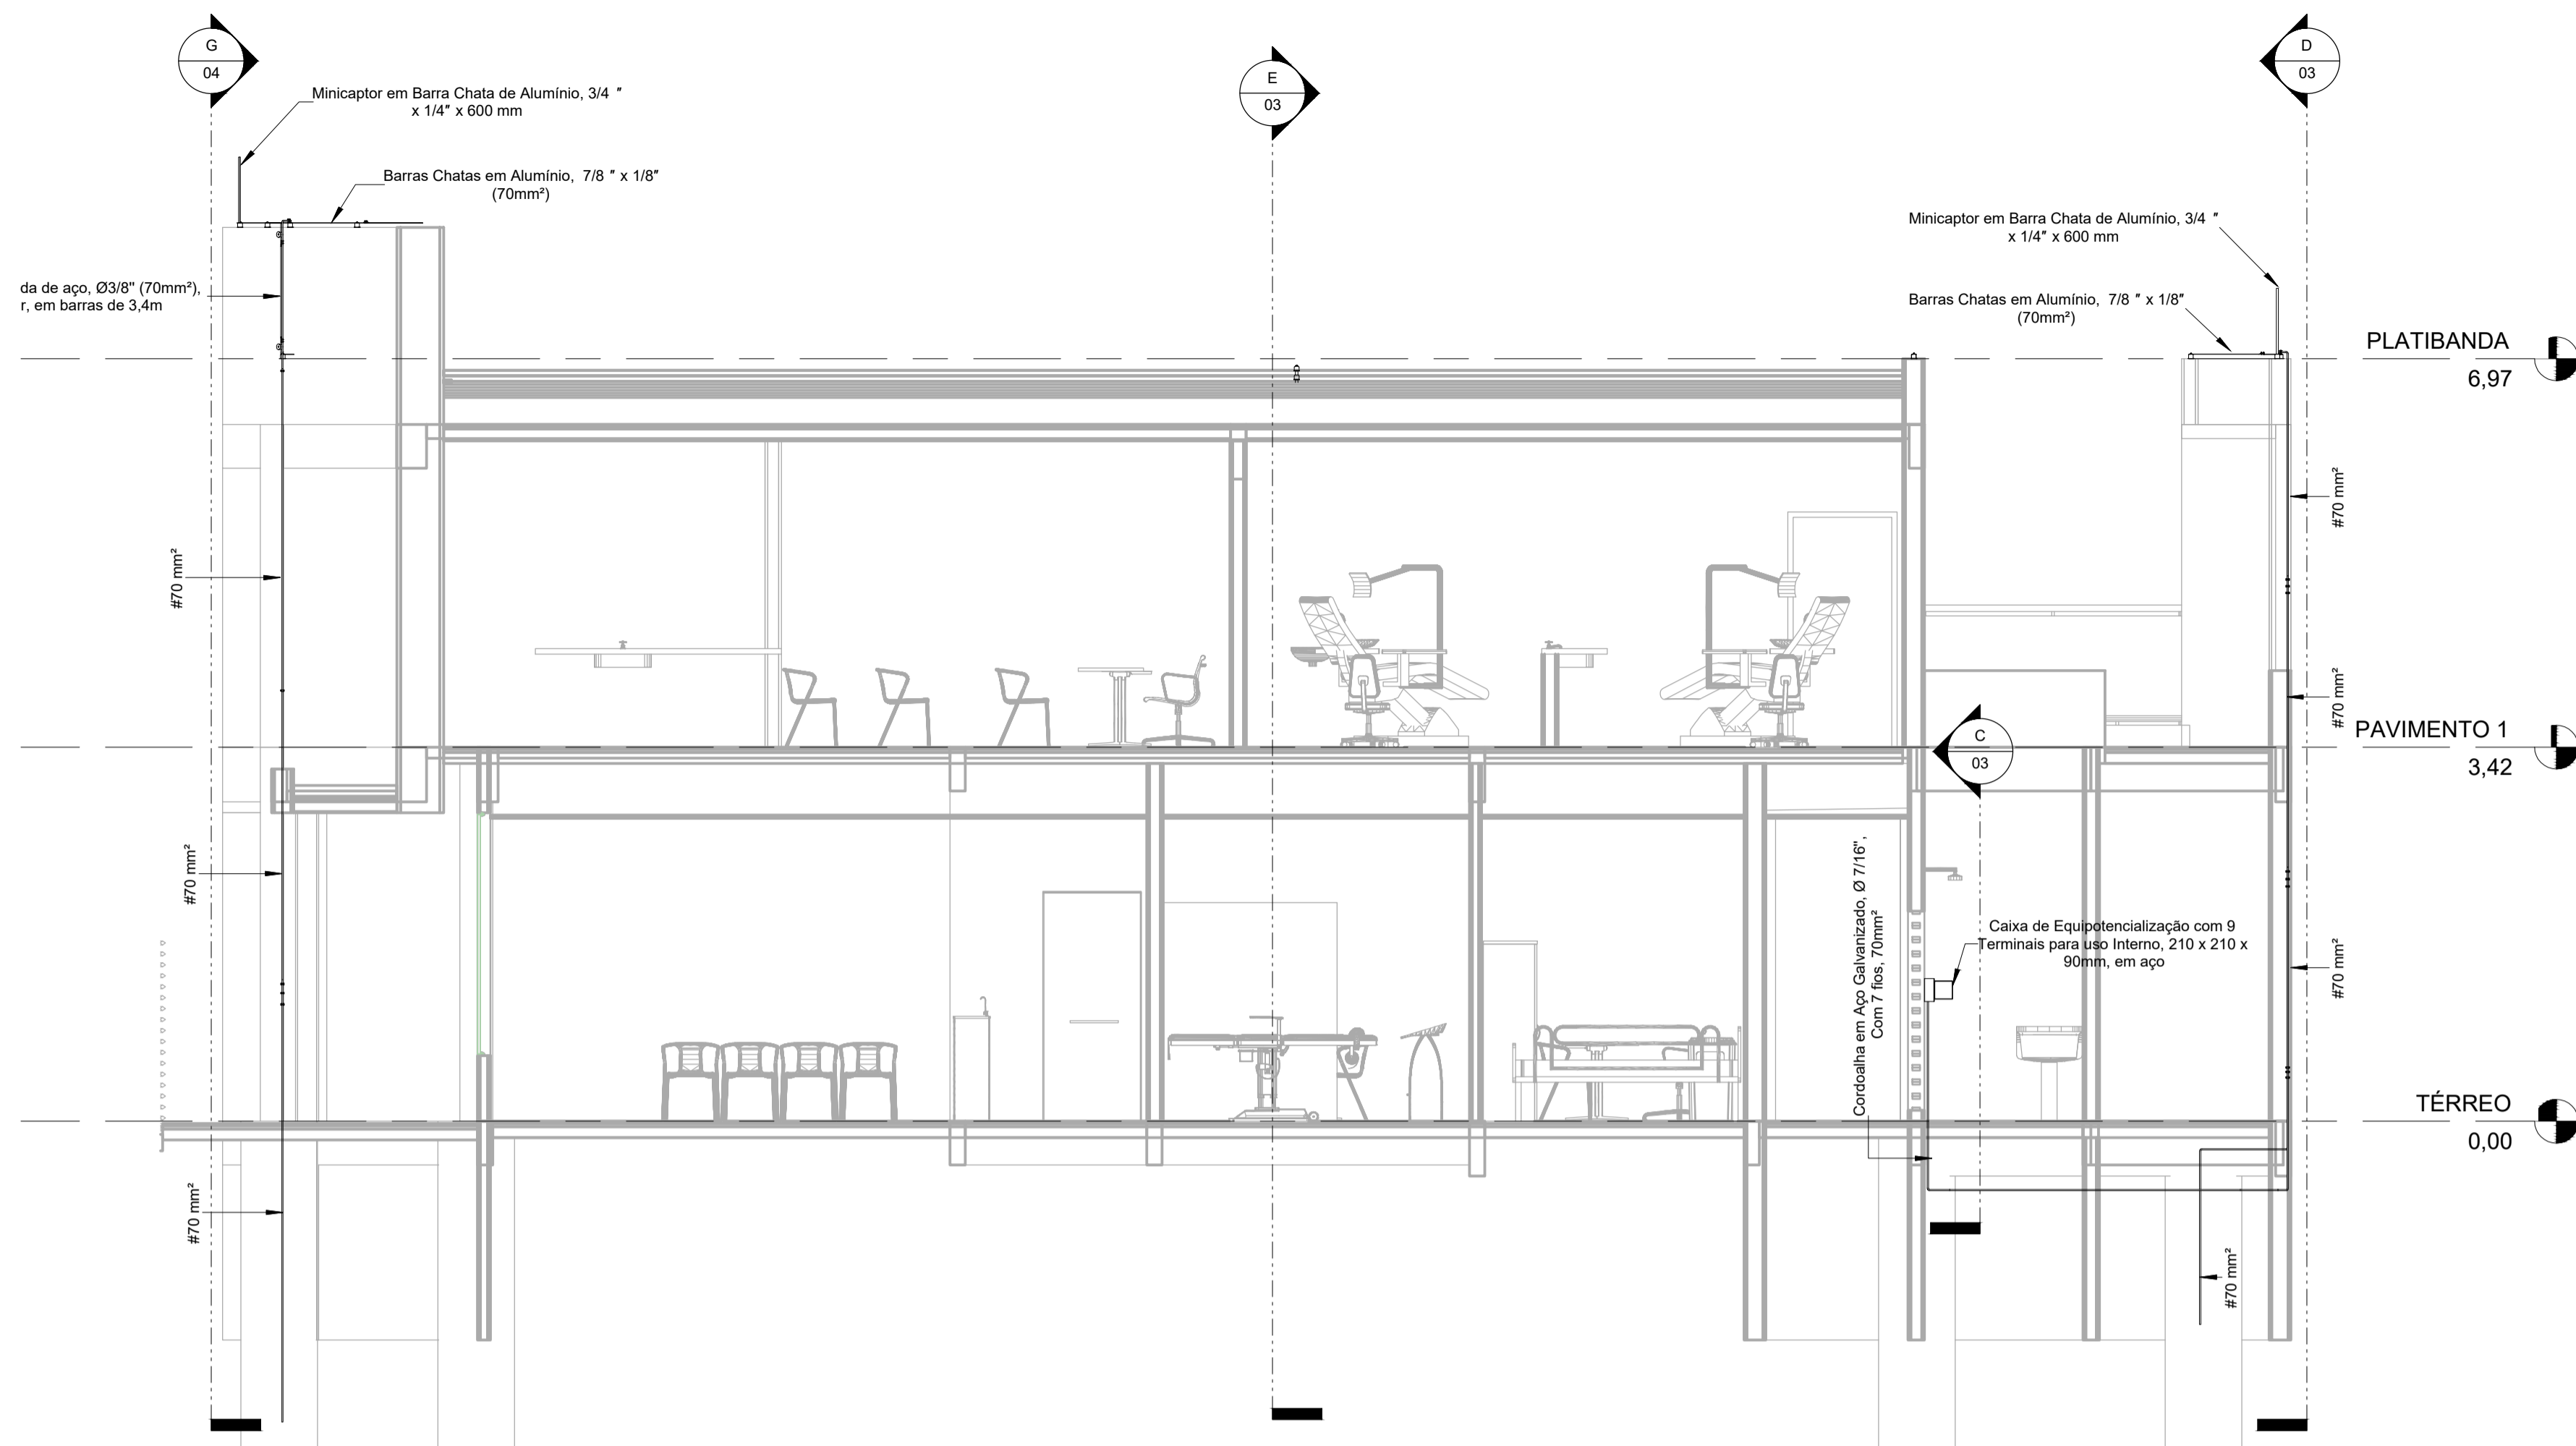 G
04
E
03
D
03
Minicaptor em Barra Chata de Alumínio, 3/4 "
x 1/4" x 600 mm
Barras Chatas em Alumínio, 7/8 " x 1/8"
(70mm²)
Minicaptor em Barra Chata de Alumínio, 3/4 "
x 1/4" x 600 mm
da de aço, Ø3/8" (70mm²),
r, em barras de 3,4m
Barras Chatas em Alumínio, 7/8 " x 1/8"
(70mm²)
PLATIBANDA
6,97
#70 mm²
#70 mm²
#70 mm²
PAVIMENTO 1
3,42
C
03
#70 mm²
Cordoalha em Aço Galvanizado, Ø 7/16",
Com 7 fios, 70mm²
Caixa de Equipotencialização com 9
Terminais para uso Interno, 210 x 210 x
90mm, em aço
#70 mm²
TÉRREO
0,00
#70 mm²
#70 mm²